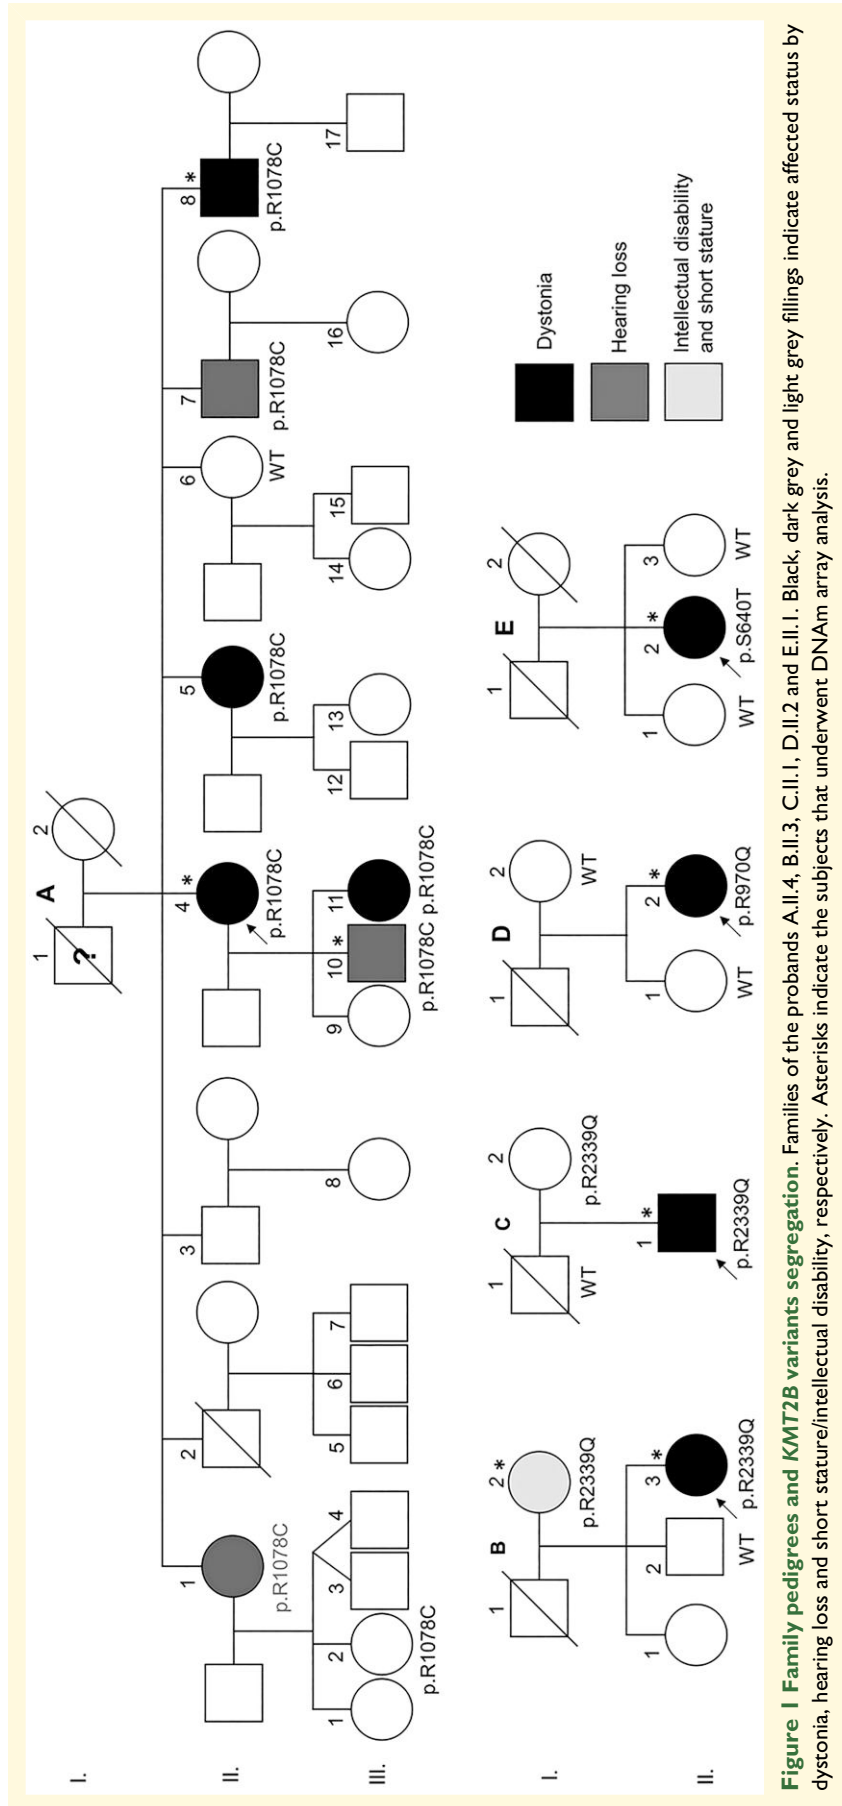 A
I.
1
?
2
II.
1
p.R1078C
2
3
4
*
p.R1078C
5
p.R1078C
6
WT
7
p.R1078C
8
*
p.R1078C
III.
1
2
p.R1078C
3
4
5
6
7
8
9
10
*
p.R1078C
11
p.R1078C
12
13
14
15
16
17
B
I.
1
2
*
p.R2339Q
II.
1
2
WT
3
*
p.R2339Q
C
1
WT
2
p.R2339Q
1
*
p.R2339Q
D
1
2
WT
1
WT
2
*
p.R970Q
E
1
2
1
WT
2
*
p.S640T
3
WT
Dystonia
Hearing loss
Intellectual disability
and short stature
Figure 1 Family pedigrees and KMT2B variants segregation. Families of the probands A.II.4, B.II.3, C.II.1, D.II.2 and E.II.1. Black, dark grey and light grey fillings indicate affected status by
dystonia, hearing loss and short stature/intellectual disability, respectively. Asterisks indicate the subjects that underwent DNAm array analysis.